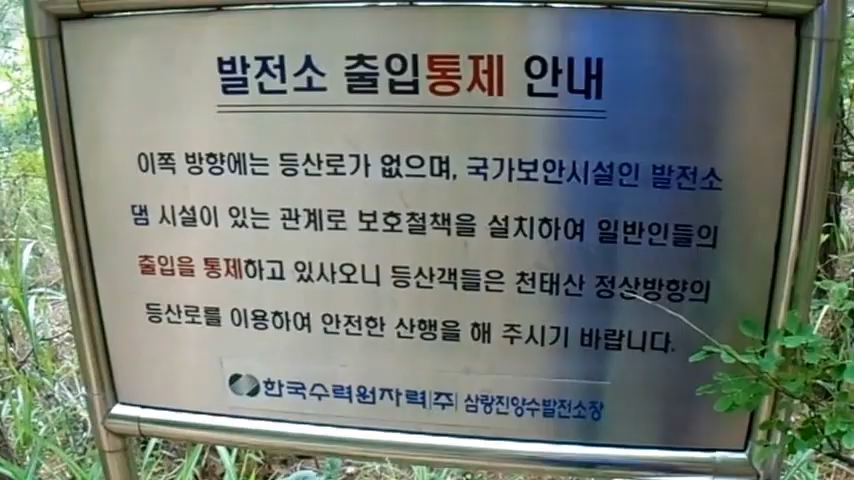 발전소 출입통제 안내
이쪽 방향에는 등산로가 없으며, 국가보안시설인 발전소
댐 시설이 있는 관계로 보호철책을 설치하여 일반인들의
출입을 통제하고 있사오니 등산객들은 천태산 정상방향의
등산로를 이용하여 안전한 산행을 해 주시기 바랍니다.
한국수력원자력(주) 삼랑진양수발전소장